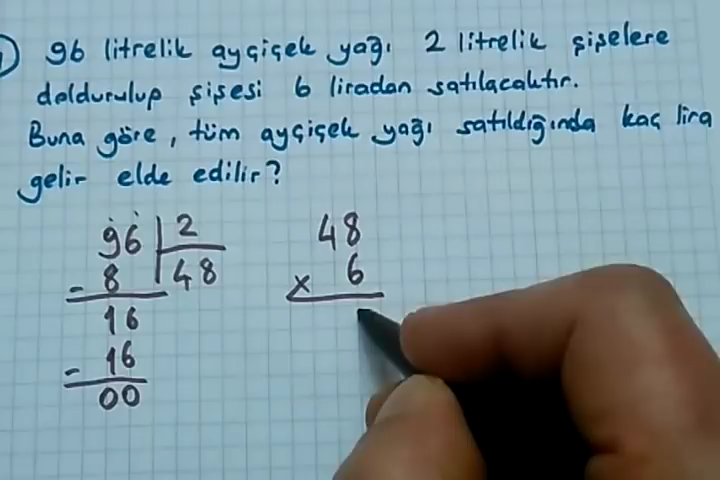 96 litrelik ayçiçek yağı 2 litrelik şişelere
doldurulup şişesi 6 liradan satılacaktır.
Buna göre, tüm ayçiçek yağı satıldığında kaç lira
gelir elde edilir?
96 | 2
- 8 | 48
16
- 16
00
48
x 6